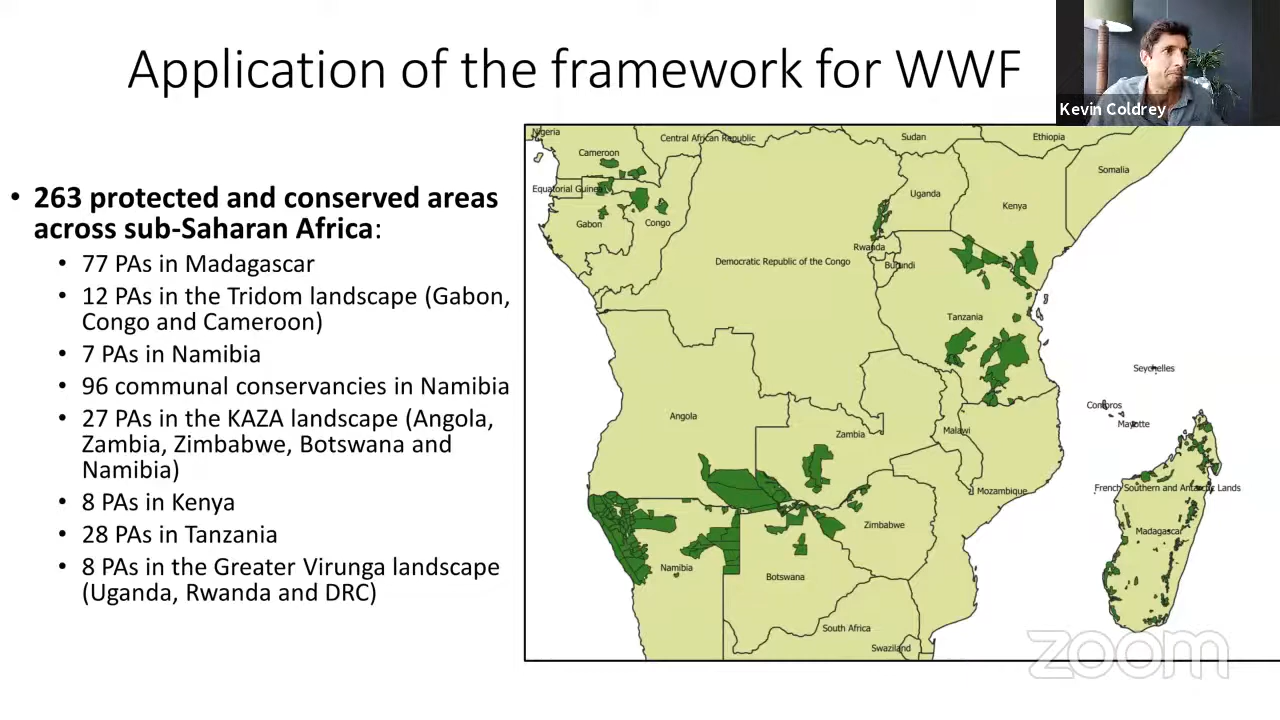 Application of the framework for WWF
Kevin Coldrey
• 263 protected and conserved areas
across sub-Saharan Africa:
• 77 PAs in Madagascar
• 12 PAs in the Tridom landscape (Gabon,
Congo and Cameroon)
• 7 PAs in Namibia
• 96 communal conservancies in Namibia
• 27 PAs in the KAZA landscape (Angola,
Zambia, Zimbabwe, Botswana and
Namibia)
• 8 PAs in Kenya
• 28 PAs in Tanzania
• 8 PAs in the Greater Virunga landscape
(Uganda, Rwanda and DRC)
Nigeria
Central African Republic
Sudan
Ethiopia
Cameroon
Somalia
Equatorial Guinea
Uganda
Kenya
Gabon
Congo
Rwanda
Democratic Republic of the Congo
Burundi
Tanzania
Seychelles
Comoros
Mayotte
Angola
Zambia
Malawi
French Southern and Antarctic Lands
Mozambique
Zimbabwe
Madagascar
Namibia
Botswana
South Africa
Swaziland
zoom